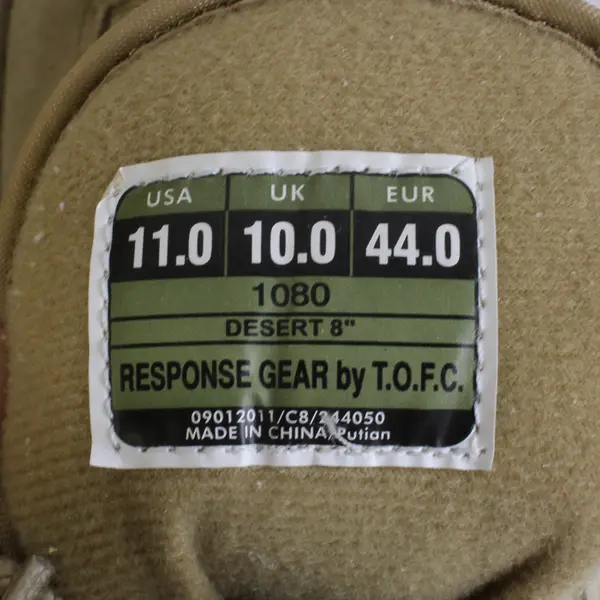 USA UK EUR
11.0 10.0 44.0
1080
DESERT 8"
RESPONSE GEAR by T.O.F.C.
09012011/C8/244050
MADE IN CHINA/Putian